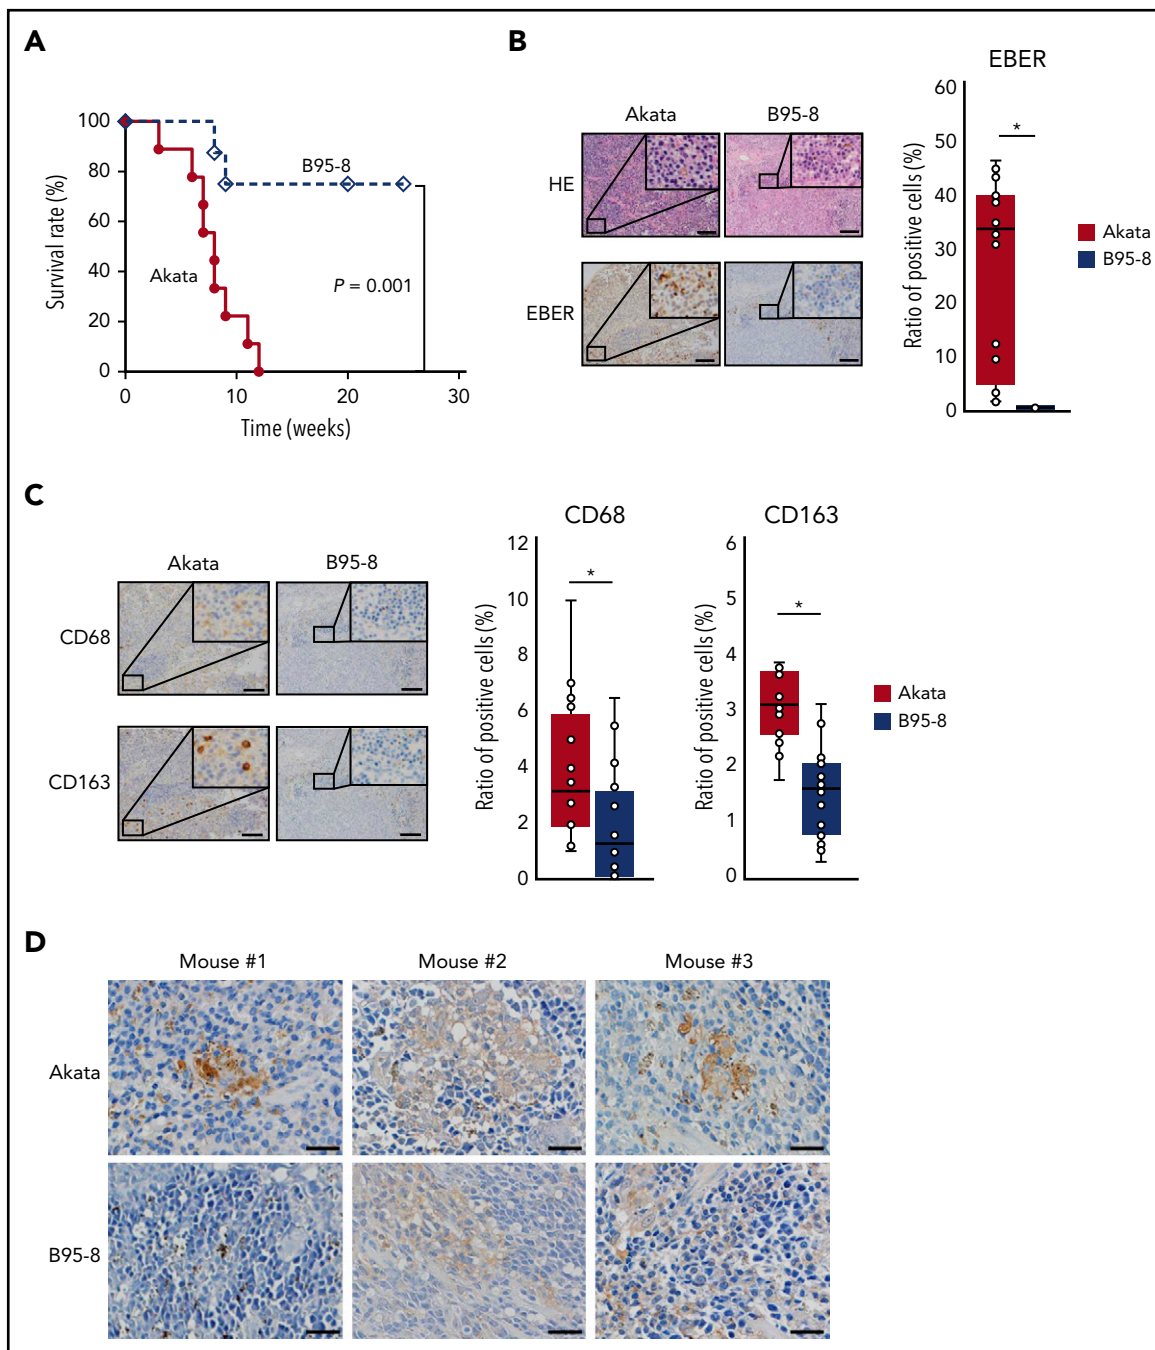 A
Survival rate (%)
100
80
60
40
20
0
B95-8
Akata
P = 0.001
0
10
20
30
Time (weeks)
B
Akata
B95-8
HE
EBER
EBER
Ratio of positive cells (%)
60
50
40
30
20
10
0
*
Akata
B95-8
C
Akata
B95-8
CD68
CD163
CD68
Ratio of positive cells (%)
12
10
8
6
4
2
0
*
CD163
Ratio of positive cells (%)
6
5
4
3
2
1
0
*
Akata
B95-8
D
Mouse #1
Mouse #2
Mouse #3
Akata
B95-8